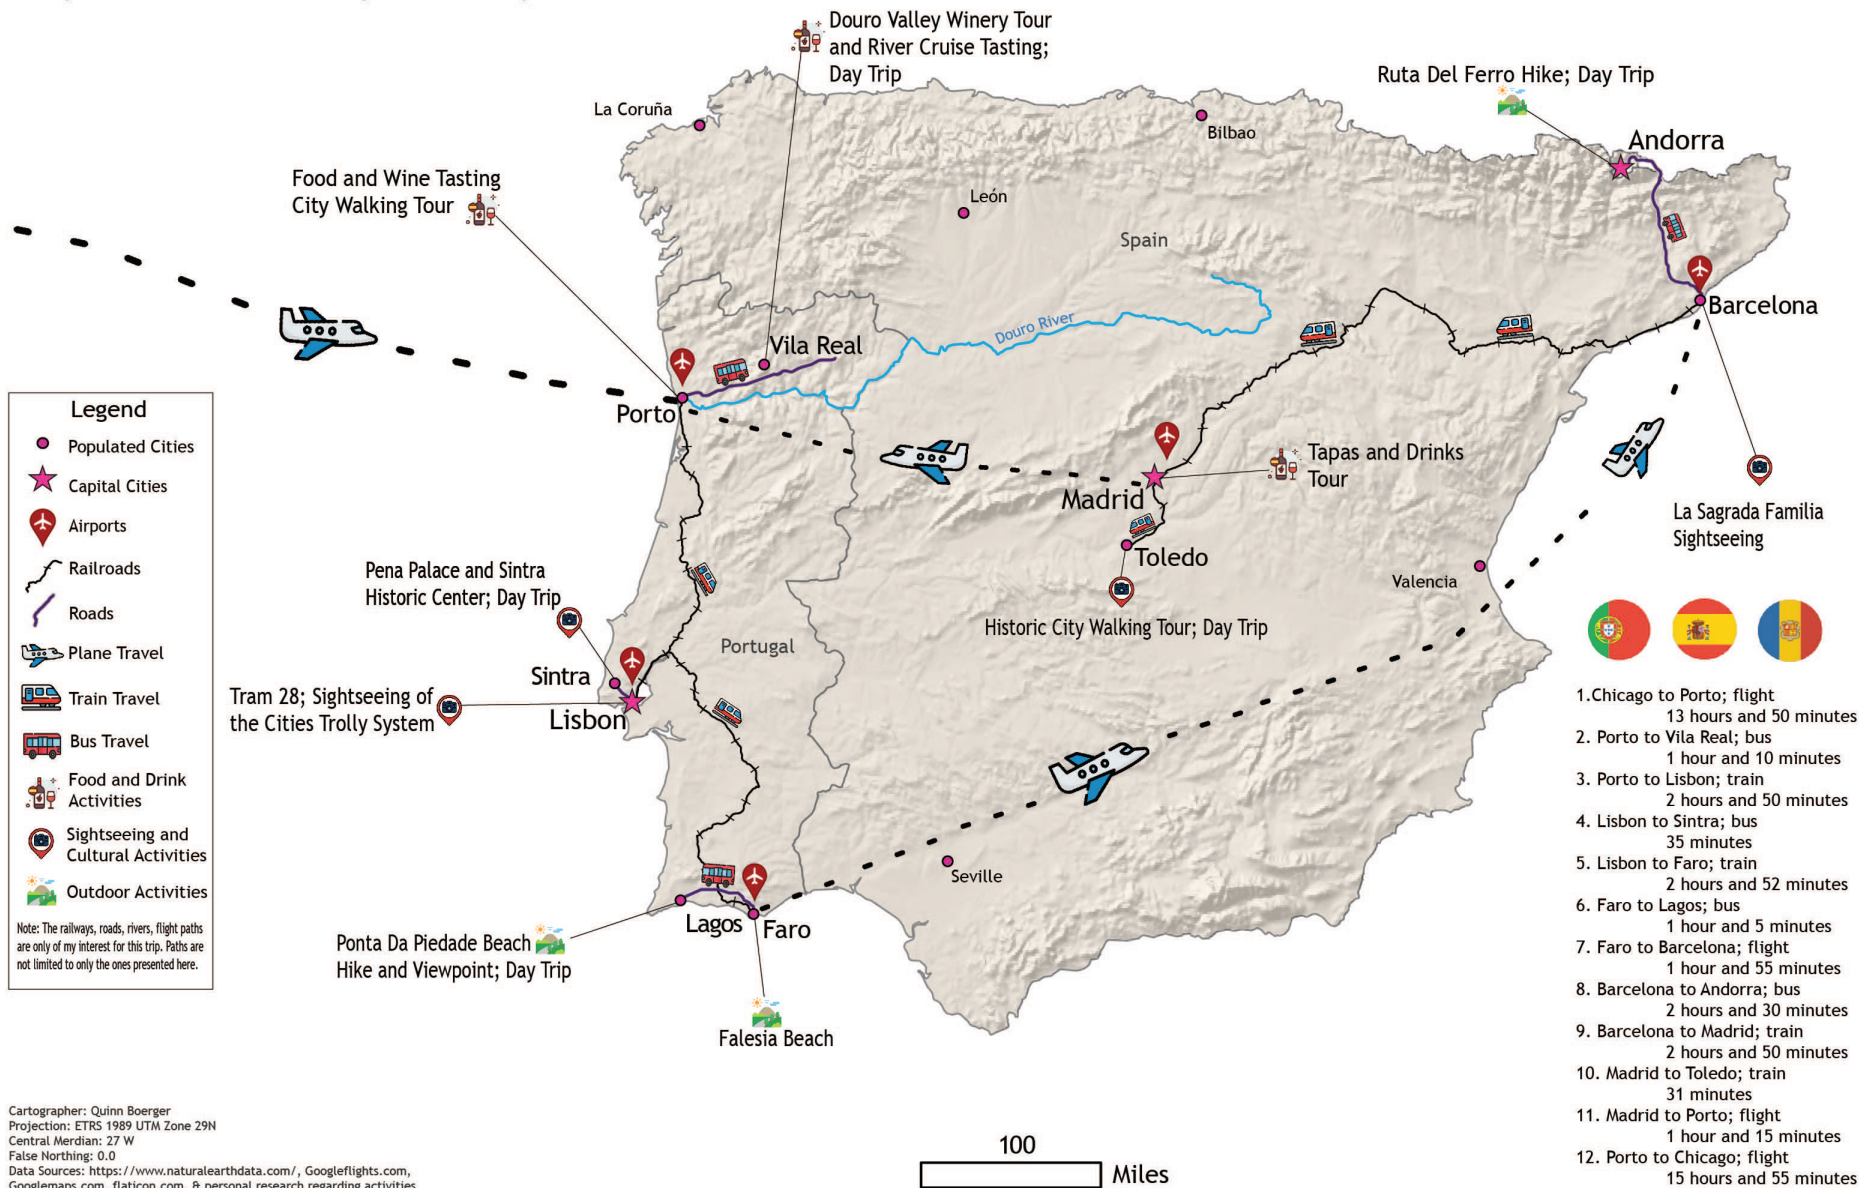 Douro Valley Winery Tour
and River Cruise Tasting;
Day Trip
Ruta Del Ferro Hike; Day Trip
La Coruña
Bilbao
Andorra
Food and Wine Tasting
City Walking Tour
León
Spain
Barcelona
Douro River
Vila Real
Porto
Legend
Populated Cities
Capital Cities
Airports
Railroads
Roads
Plane Travel
Train Travel
Bus Travel
Food and Drink
Activities
Sightseeing and
Cultural Activities
Outdoor Activities
Note: The railways, roads, rivers, flight paths
are only of my interest for this trip. Paths are
not limited to only the ones presented here.
Tapas and Drinks
Tour
Madrid
La Sagrada Familia
Sightseeing
Toledo
Valencia
Pena Palace and Sintra
Historic Center; Day Trip
Historic City Walking Tour; Day Trip
Portugal
Sintra
Tram 28; Sightseeing of
the Cities Trolly System
Lisbon
Seville
Lagos
Faro
Ponta Da Piedade Beach
Hike and Viewpoint; Day Trip
Falesia Beach
1.Chicago to Porto; flight
13 hours and 50 minutes
2. Porto to Vila Real; bus
1 hour and 10 minutes
3. Porto to Lisbon; train
2 hours and 50 minutes
4. Lisbon to Sintra; bus
35 minutes
5. Lisbon to Faro; train
2 hours and 52 minutes
6. Faro to Lagos; bus
1 hour and 5 minutes
7. Faro to Barcelona; flight
1 hour and 55 minutes
8. Barcelona to Andorra; bus
2 hours and 30 minutes
9. Barcelona to Madrid; train
2 hours and 50 minutes
10. Madrid to Toledo; train
31 minutes
11. Madrid to Porto; flight
1 hour and 15 minutes
12. Porto to Chicago; flight
15 hours and 55 minutes
Cartographer: Quinn Boerger
Projection: ETRS 1989 UTM Zone 29N
Central Merdian: 27 W
False Northing: 0.0
Data Sources: https://www.naturalearthdata.com/, Googleflights.com,
Googlemaps.com, flaticon.com, & personal research regarding activities
100
Miles